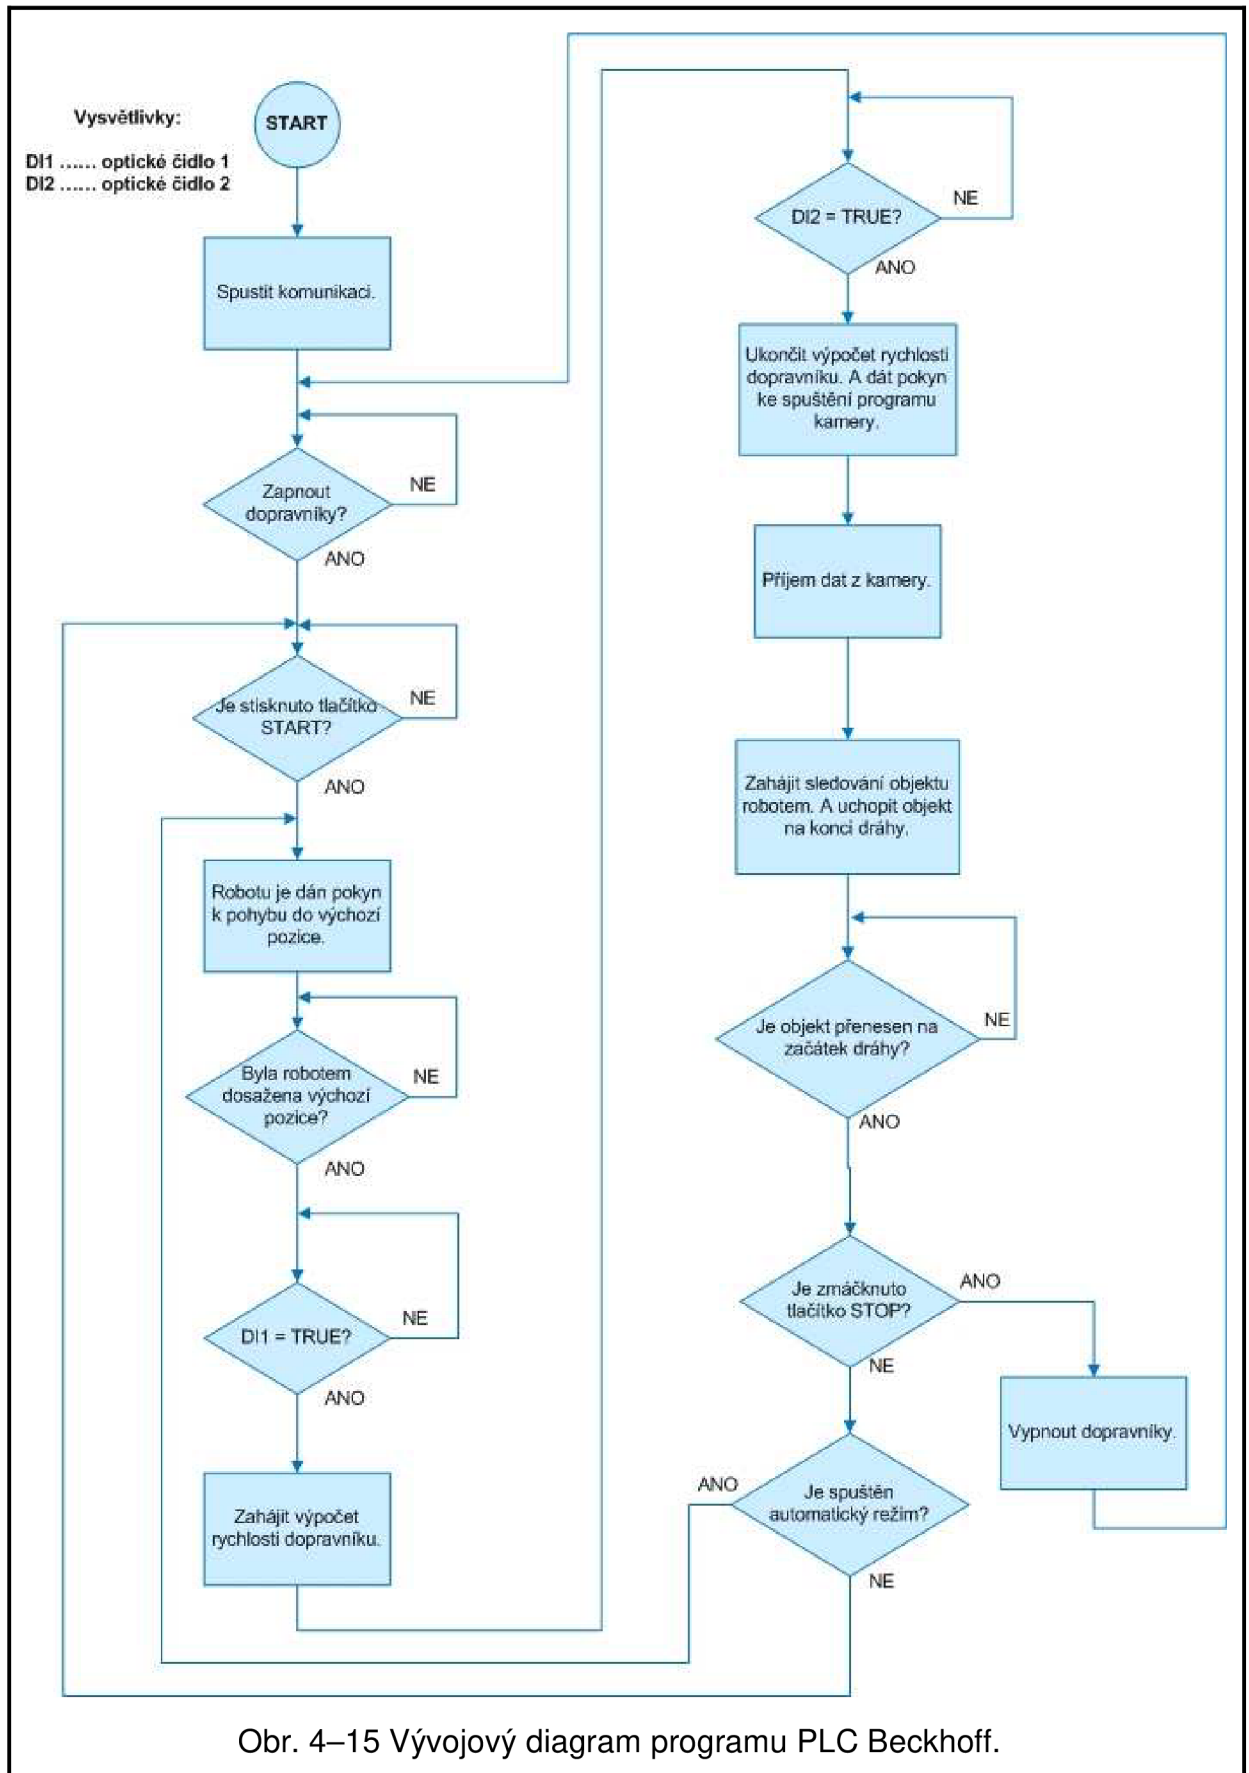 Vysvětlivky:
DI1 ...... optické čidlo 1
DI2 ...... optické čidlo 2
START
Spustit komunikaci.
Zapnout
dopravníky?
NE
ANO
Je stisknuto tlačítko
START?
NE
ANO
Robotu je dán pokyn
k pohybu do výchozí
pozice.
Byla robotem
dosažena výchozí
pozice?
NE
ANO
DI1 = TRUE?
NE
ANO
Zahájit výpočet
rychlosti dopravníku.
DI2 = TRUE?
NE
ANO
Ukončit výpočet rychlosti
dopravníku. A dát pokyn
ke spuštění programu
kamery.
Příjem dat z kamery.
Zahájit sledování objektu
robotem. A uchopit objekt
na konci dráhy.
Je objekt přenesen na
začátek dráhy?
NE
ANO
Je zmáčknuto
tlačítko STOP?
ANO
NE
Vypnout dopravníky.
Je spuštěn
automatický režim?
ANO
NE
Obr. 4–15 Vývojový diagram programu PLC Beckhoff.